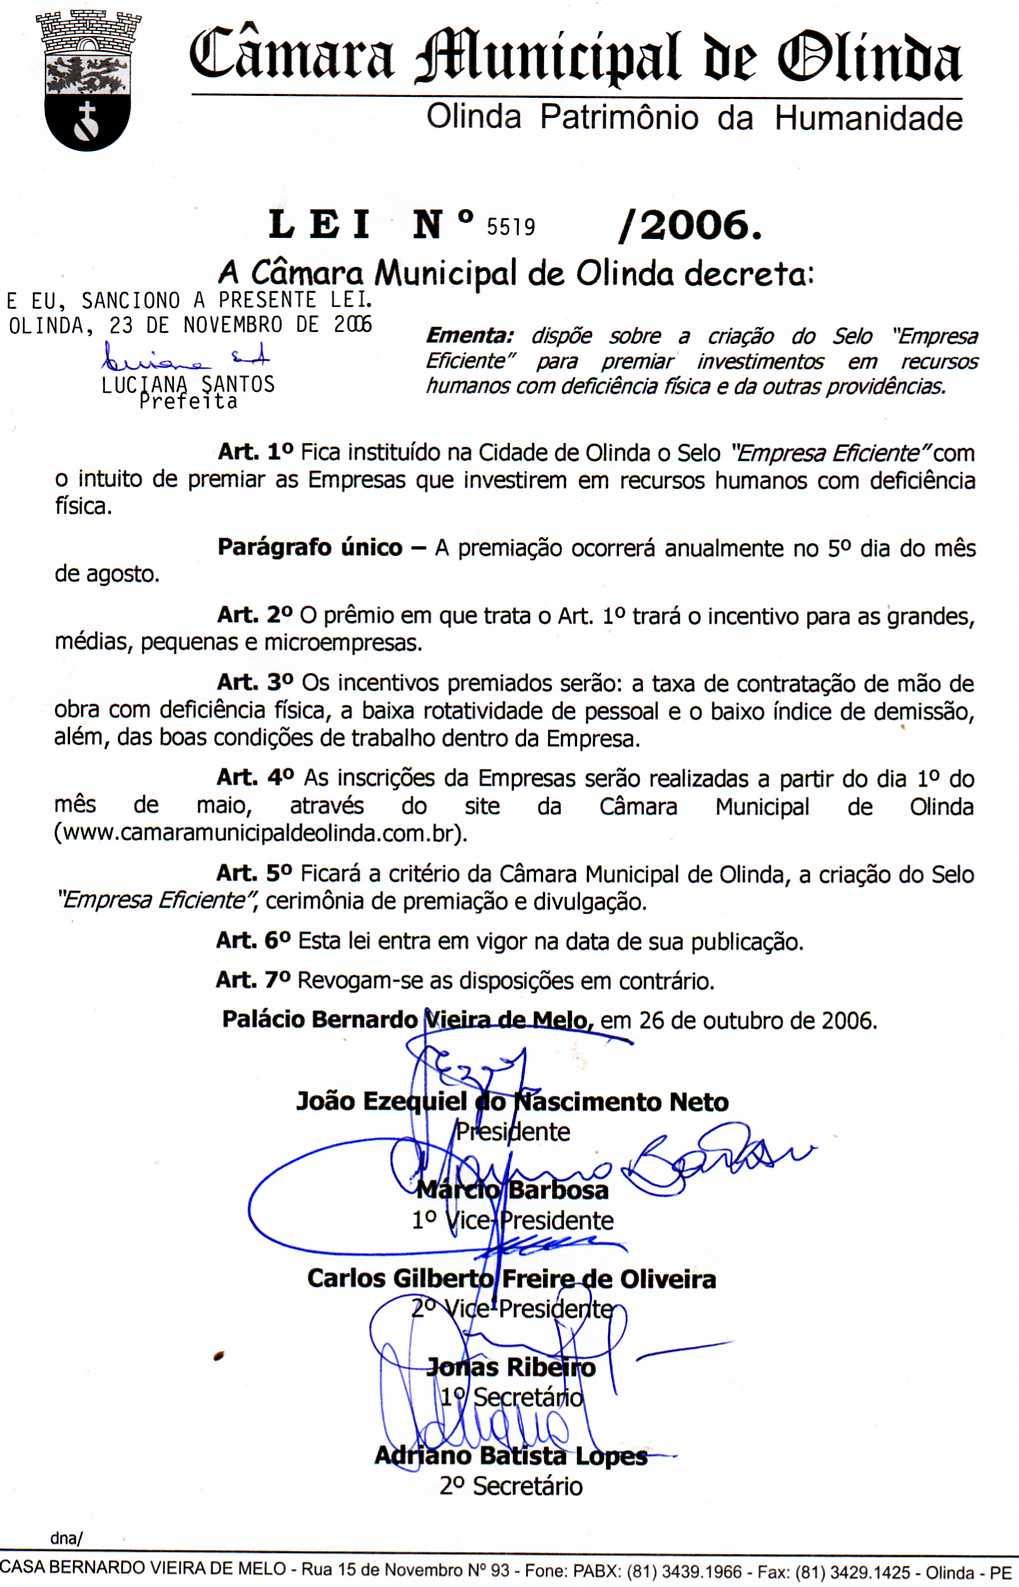 Câmara Municipal de Olinda
Olinda Patrimônio da Humanidade
LEI Nº 5519 /2006.
A Câmara Municipal de Olinda decreta:
E EU, SANCIONO A PRESENTE LEI.
OLINDA, 23 DE NOVEMBRO DE 2006
LUCIANA SANTOS
Prefeita
Ementa: dispõe sobre a criação do Selo "Empresa
Eficiente" para premiar investimentos em recursos
humanos com deficiência física e da outras providências.
Art. 1º Fica instituído na Cidade de Olinda o Selo "Empresa Eficiente" com
o intuito de premiar as Empresas que investirem em recursos humanos com deficiência
física.
Parágrafo único – A premiação ocorrerá anualmente no 5º dia do mês
de agosto.
Art. 2º O prêmio em que trata o Art. 1º trará o incentivo para as grandes,
médias, pequenas e microempresas.
Art. 3º Os incentivos premiados serão: a taxa de contratação de mão de
obra com deficiência física, a baixa rotatividade de pessoal e o baixo índice de demissão,
além, das boas condições de trabalho dentro da Empresa.
Art. 4º As inscrições da Empresas serão realizadas a partir do dia 1º do
mês de maio, através do site da Câmara Municipal de Olinda
(www.camaramunicipaldeolinda.com.br).
Art. 5º Ficará a critério da Câmara Municipal de Olinda, a criação do Selo
"Empresa Eficiente", cerimônia de premiação e divulgação.
Art. 6º Esta lei entra em vigor na data de sua publicação.
Art. 7º Revogam-se as disposições em contrário.
Palácio Bernardo Vieira de Melo, em 26 de outubro de 2006.
João Ezequiel do Nascimento Neto
Presidente
Márcio Barbosa
1º Vice-Presidente
Carlos Gilberto Freire de Oliveira
2º Vice-Presidente
Jonas Ribeiro
1º Secretário
Adriano Batista Lopes
2º Secretário
dna/
CASA BERNARDO VIEIRA DE MELO - Rua 15 de Novembro Nº 93 - Fone: PABX: (81) 3439.1966 - Fax: (81) 3429.1425 - Olinda - PE